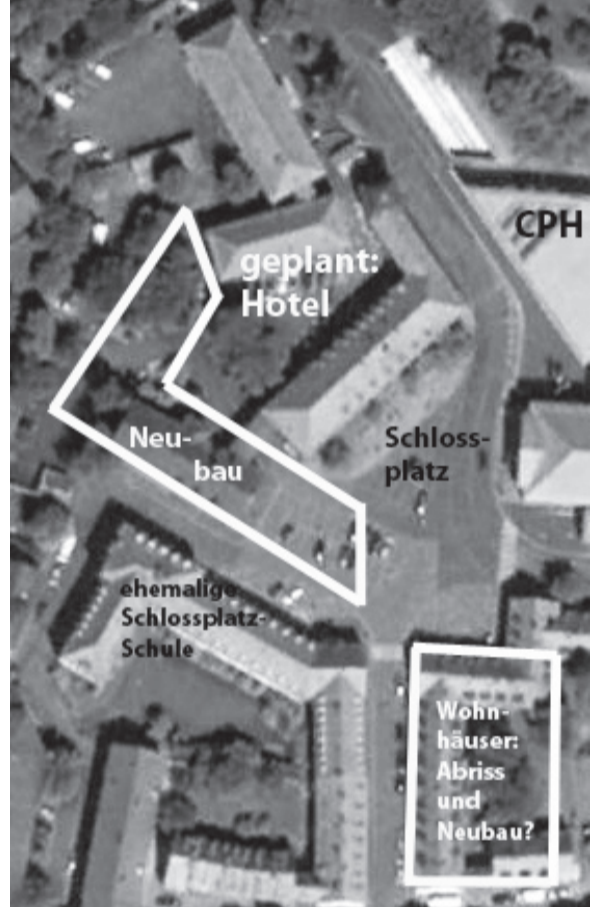 CPH
geplant:
Hotel
Neu-
bau
Schloss-
platz
ehemalige
Schlossplatz-
Schule
Wohn-
häuser:
Abriss
und
Neubau?